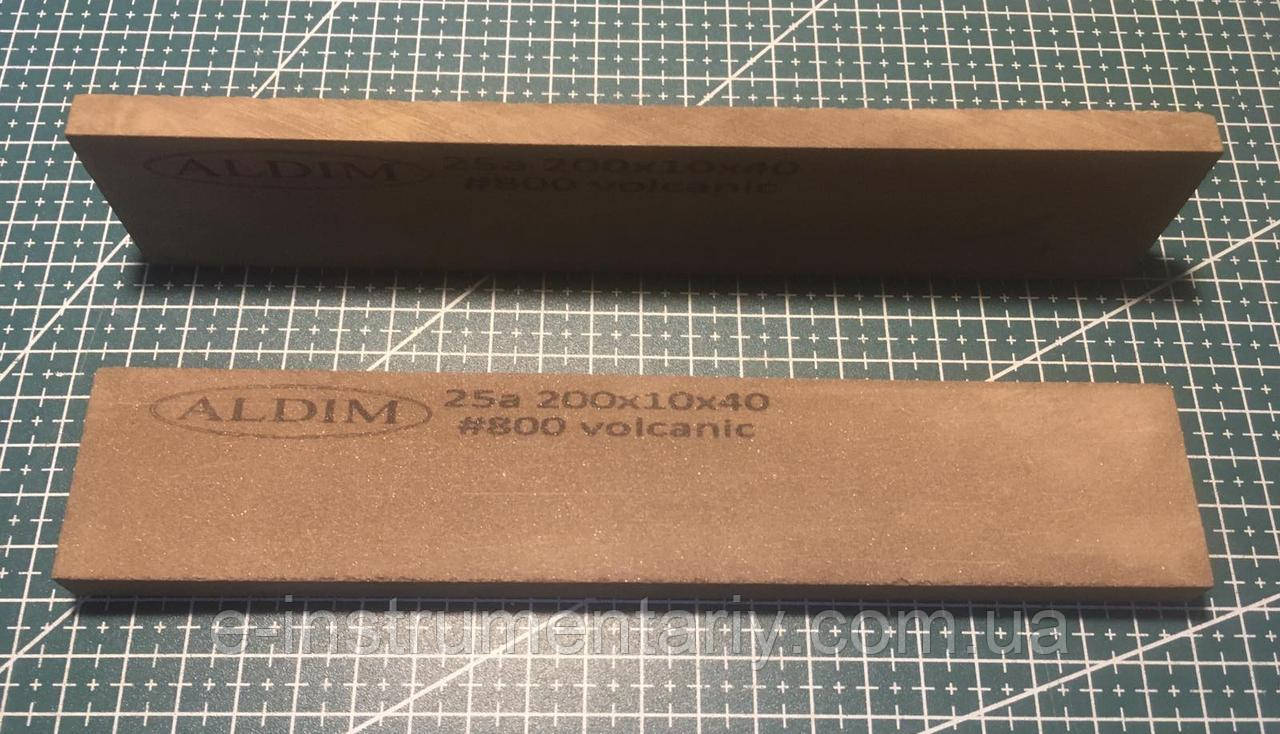 ALDIM 25a 200x10x40
#800 volcanic
ALDIM 25a 200x10x40
#800 volcanic
e-instrumentariy.com.ua